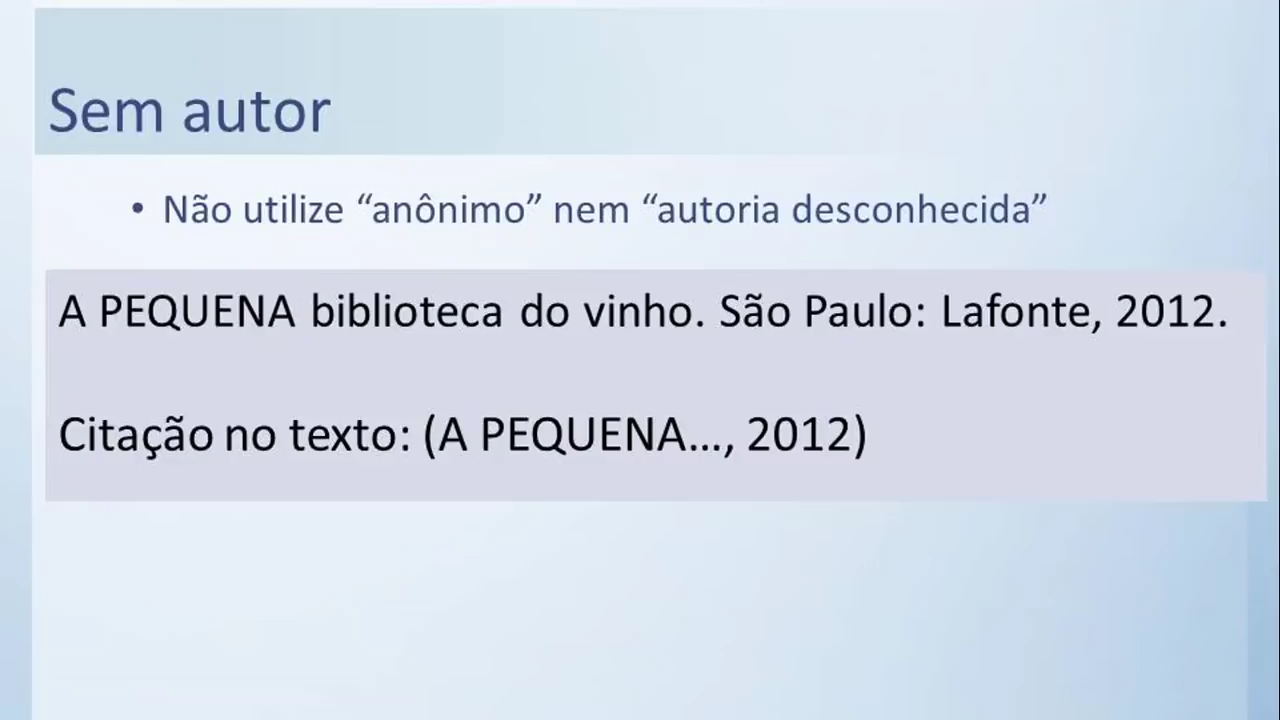 Sem autor
• Não utilize “anônimo” nem “autoria desconhecida”
A PEQUENA biblioteca do vinho. São Paulo: Lafonte, 2012.
Citação no texto: (A PEQUENA..., 2012)